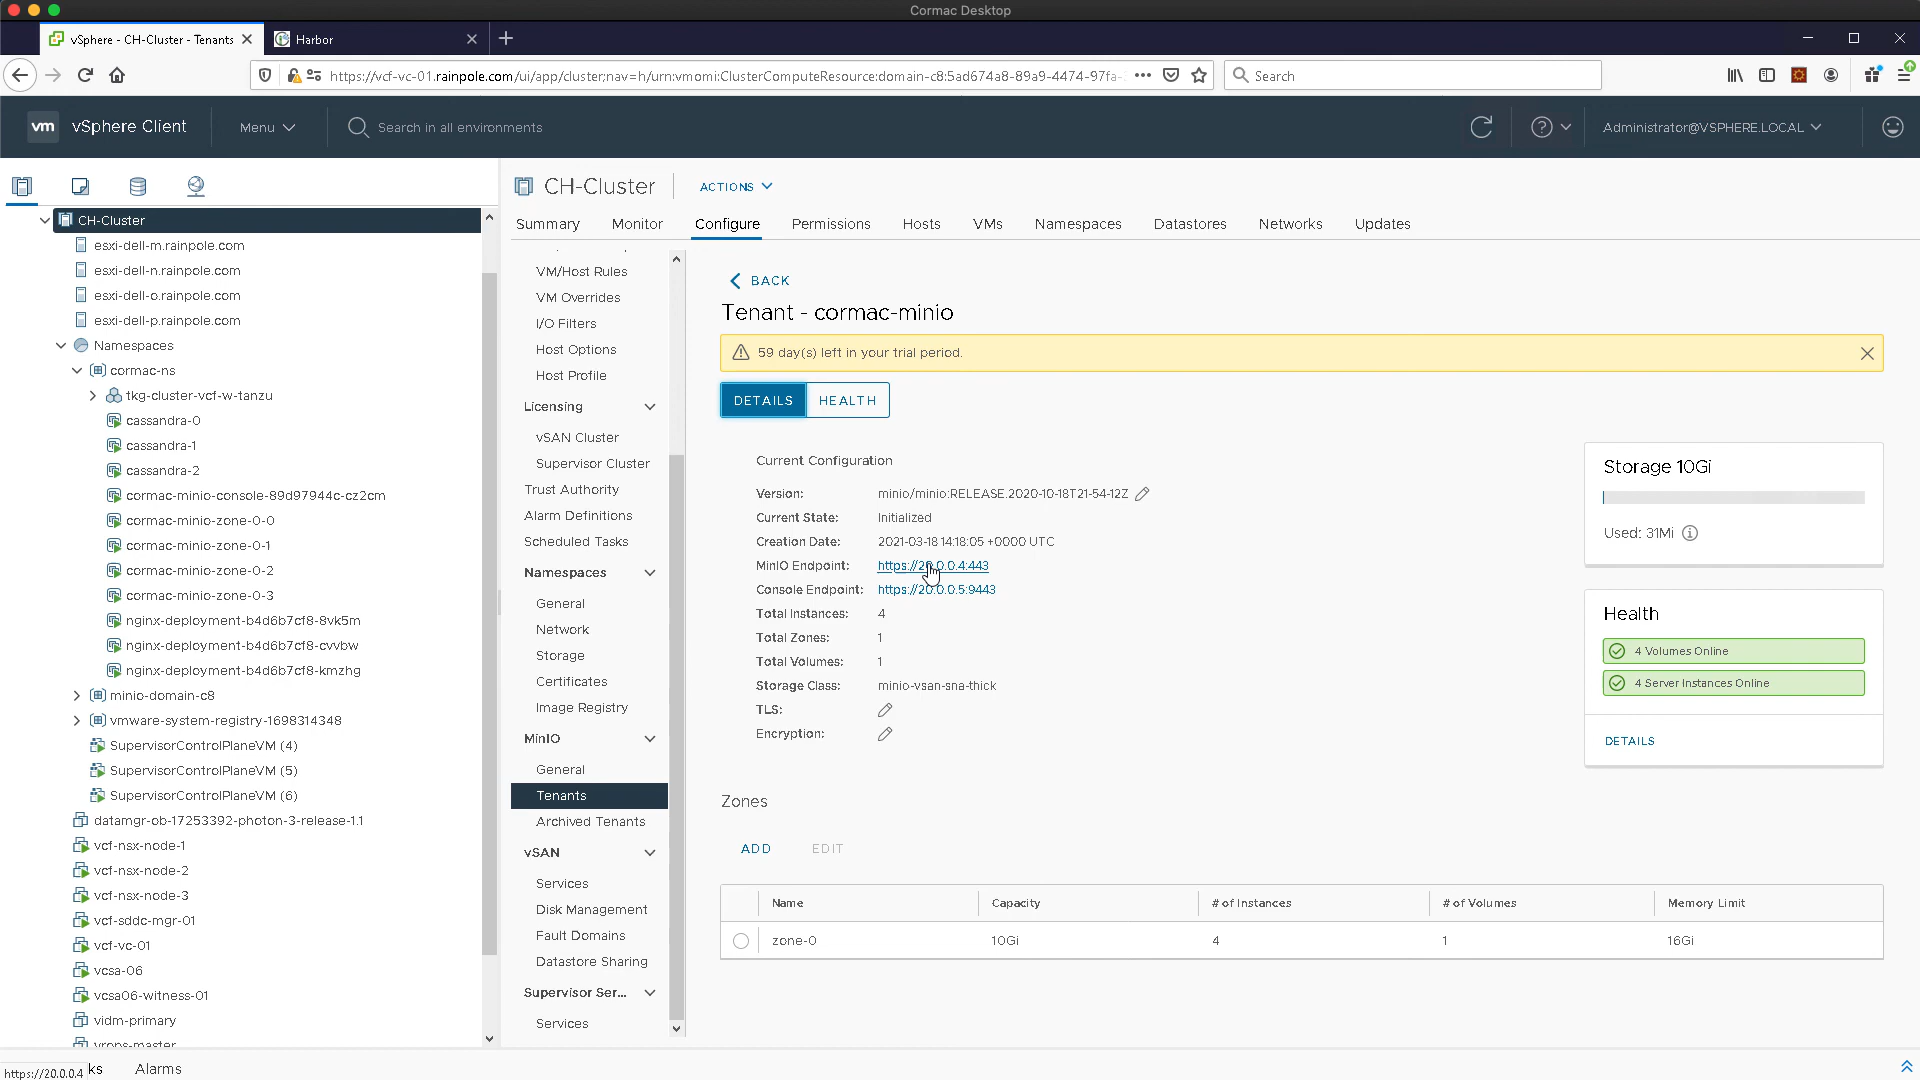 Cormac Desktop
vSphere - CH-Cluster - Tenants
Harbor
https://vcf-vc-01.rainpole.com/ui/app/cluster;nav=h/urn:vmomi:ClusterComputeResource:domain-c8:5ad674a8-89a9-4474-97fa-
Search
vm
vSphere Client
Menu
Search in all environments
Administrator@VSPHERE.LOCAL
CH-Cluster
esxi-dell-m.rainpole.com
esxi-dell-n.rainpole.com
esxi-dell-o.rainpole.com
esxi-dell-p.rainpole.com
Namespaces
cormac-ns
tkg-cluster-vcf-w-tanzu
cassandra-0
cassandra-1
cassandra-2
cormac-minio-console-89d97944c-cz2cm
cormac-minio-zone-0-0
cormac-minio-zone-0-1
cormac-minio-zone-0-2
cormac-minio-zone-0-3
nginx-deployment-b4d6b7cf8-8vk5m
nginx-deployment-b4d6b7cf8-cvvbw
nginx-deployment-b4d6b7cf8-kmzhg
minio-domain-c8
vmware-system-registry-1698314348
SupervisorControlPlaneVM (4)
SupervisorControlPlaneVM (5)
SupervisorControlPlaneVM (6)
datamgr-ob-17253392-photon-3-release-1.1
vcf-nsx-node-1
vcf-nsx-node-2
vcf-nsx-node-3
vcf-sddc-mgr-01
vcf-vc-01
vcsa-06
vcsa06-witness-01
vidm-primary
vrops-master
CH-Cluster
ACTIONS
Summary
Monitor
Configure
Permissions
Hosts
VMs
Namespaces
Datastores
Networks
Updates
VM/Host Rules
VM Overrides
I/O Filters
Host Options
Host Profile
Licensing
vSAN Cluster
Supervisor Cluster
Trust Authority
Alarm Definitions
Scheduled Tasks
Namespaces
General
Network
Storage
Certificates
Image Registry
MinIO
General
Tenants
Archived Tenants
vSAN
Services
Disk Management
Fault Domains
Datastore Sharing
Supervisor Ser...
Services
BACK
Tenant - cormac-minio
59 day(s) left in your trial period.
DETAILS
HEALTH
Current Configuration
Version: minio/minio:RELEASE.2020-10-18T21-54-12Z
Current State: Initialized
Creation Date: 2021-03-18 14:18:05 +0000 UTC
MinIO Endpoint: https://20.0.0.4:443
Console Endpoint: https://20.0.0.5:9443
Total Instances: 4
Total Zones: 1
Total Volumes: 1
Storage Class: minio-vsan-sna-thick
TLS:
Encryption:
Storage 10Gi
Used: 31Mi
Health
4 Volumes Online
4 Server Instances Online
DETAILS
Zones
ADD
EDIT
Name Capacity # of Instances # of Volumes Memory Limit
zone-0 10Gi 4 1 16Gi
https://20.0.0.4
ks
Alarms